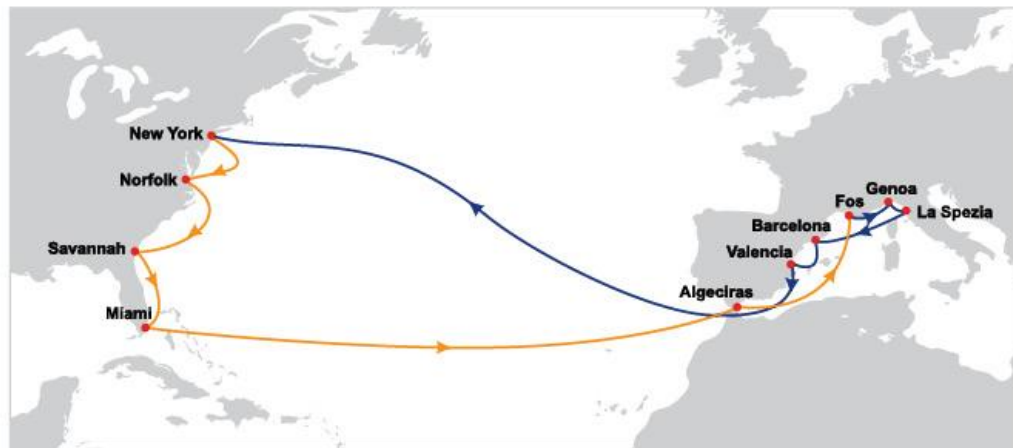 New York
Norfolk
Savannah
Miami
Genoa
Fos
La Spezia
Barcelona
Valencia
Algeciras